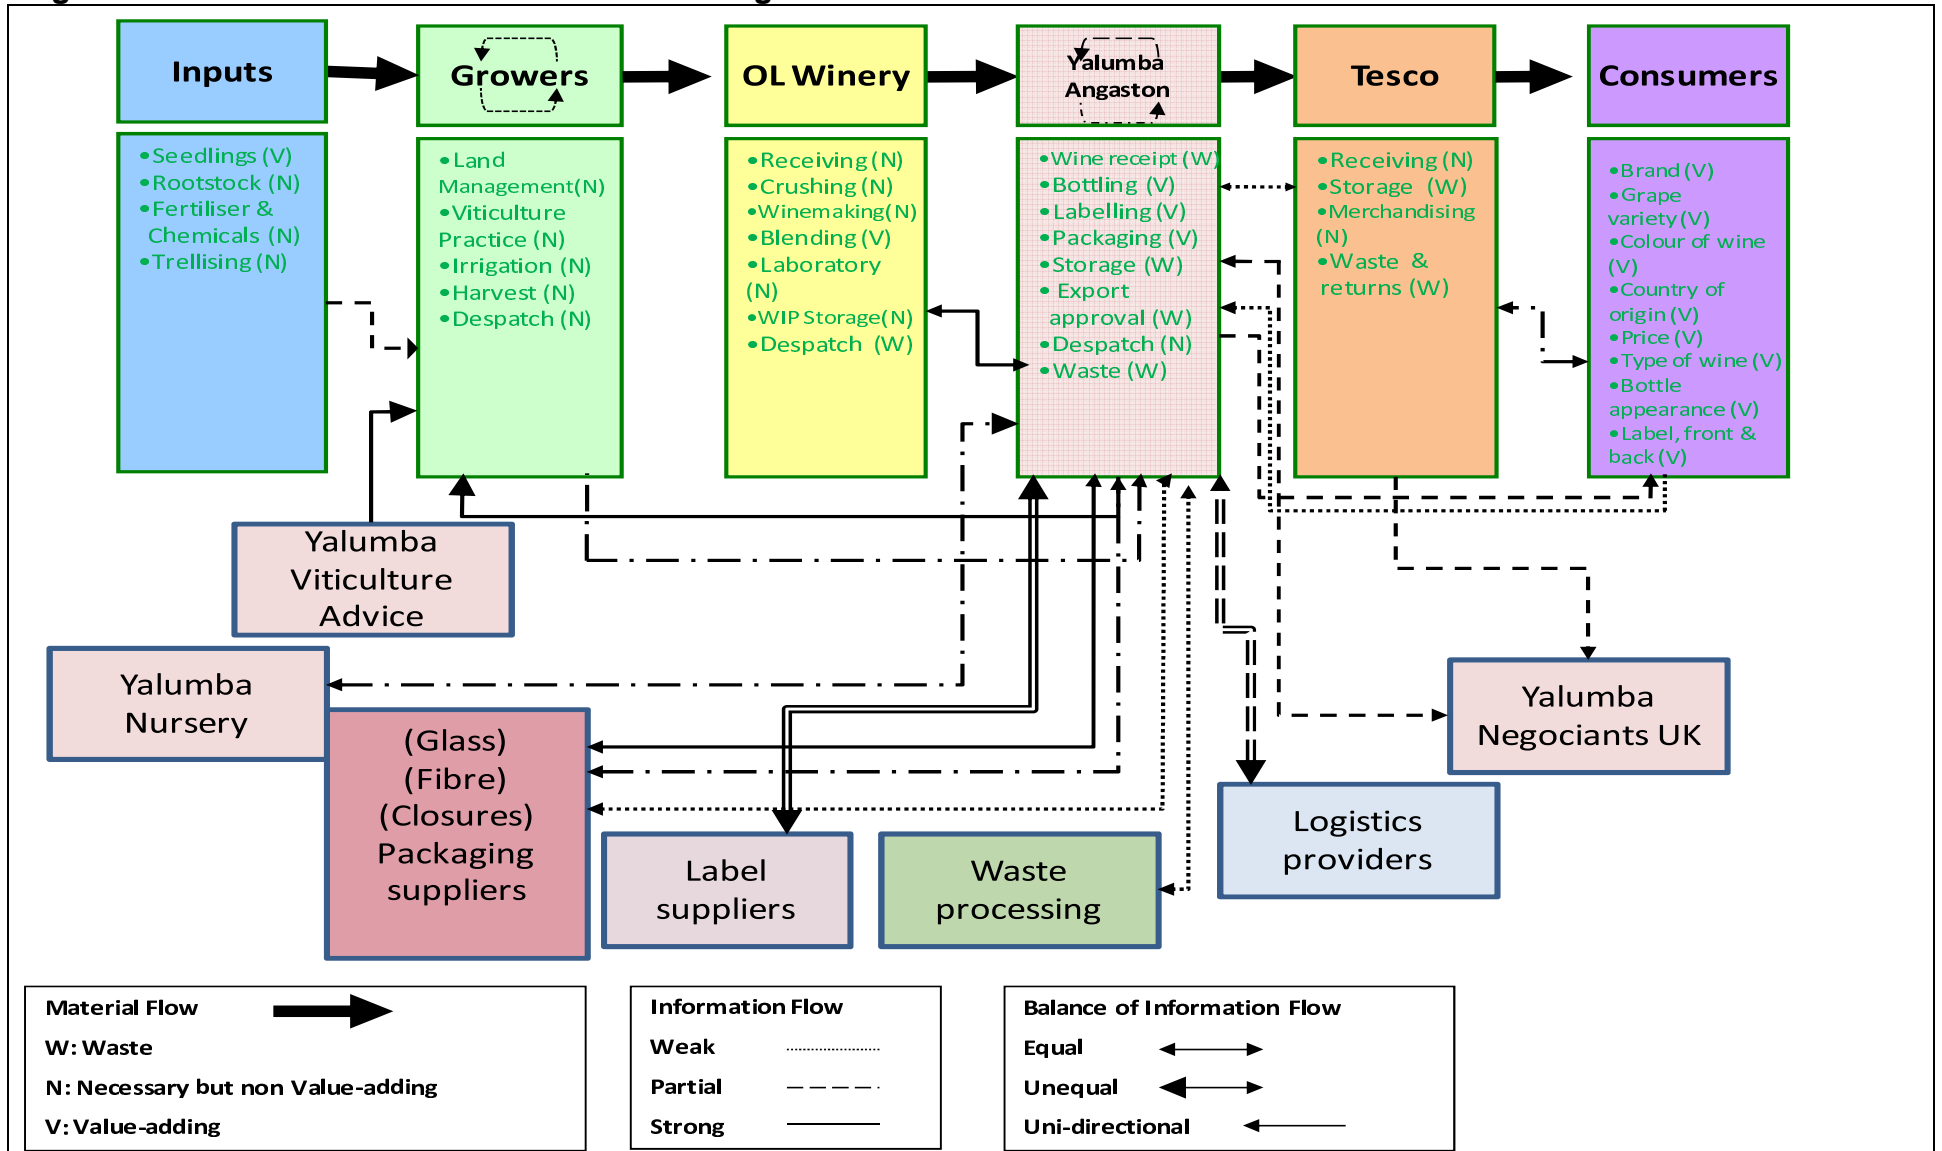 Inputs
Growers
OL Winery
Yalumba
Angaston
Tesco
Consumers
•Seedlings (V)
•Rootstock (N)
•Fertiliser &
Chemicals (N)
•Trellising (N)
•Land
Management(N)
•Viticulture
Practice (N)
•Irrigation (N)
•Harvest (N)
•Despatch (N)
•Receiving (N)
•Crushing (N)
•Winemaking(N)
•Blending (V)
•Laboratory
(N)
•WIP Storage(N)
•Despatch (W)
•Wine receipt (W)
•Bottling (V)
•Labelling (V)
•Packaging (V)
•Storage (W)
• Export
approval (W)
•Despatch (N)
•Waste (W)
•Receiving (N)
•Storage (W)
•Merchandising
(N)
•Waste &
returns (W)
•Brand (V)
•Grape
variety (V)
•Colour of wine
(V)
•Country of
origin (V)
•Price (V)
•Type of wine (V)
•Bottle
appearance (V)
•Label, front &
back (V)
Yalumba
Viticulture
Advice
Yalumba
Nursery
(Glass)
(Fibre)
(Closures)
Packaging
suppliers
Label
suppliers
Waste
processing
Logistics
providers
Yalumba
Negociants UK
Material Flow
W: Waste
N: Necessary but non Value-adding
V: Value-adding
Information Flow
Weak
Partial
Strong
Balance of Information Flow
Equal
Unequal
Uni-directional